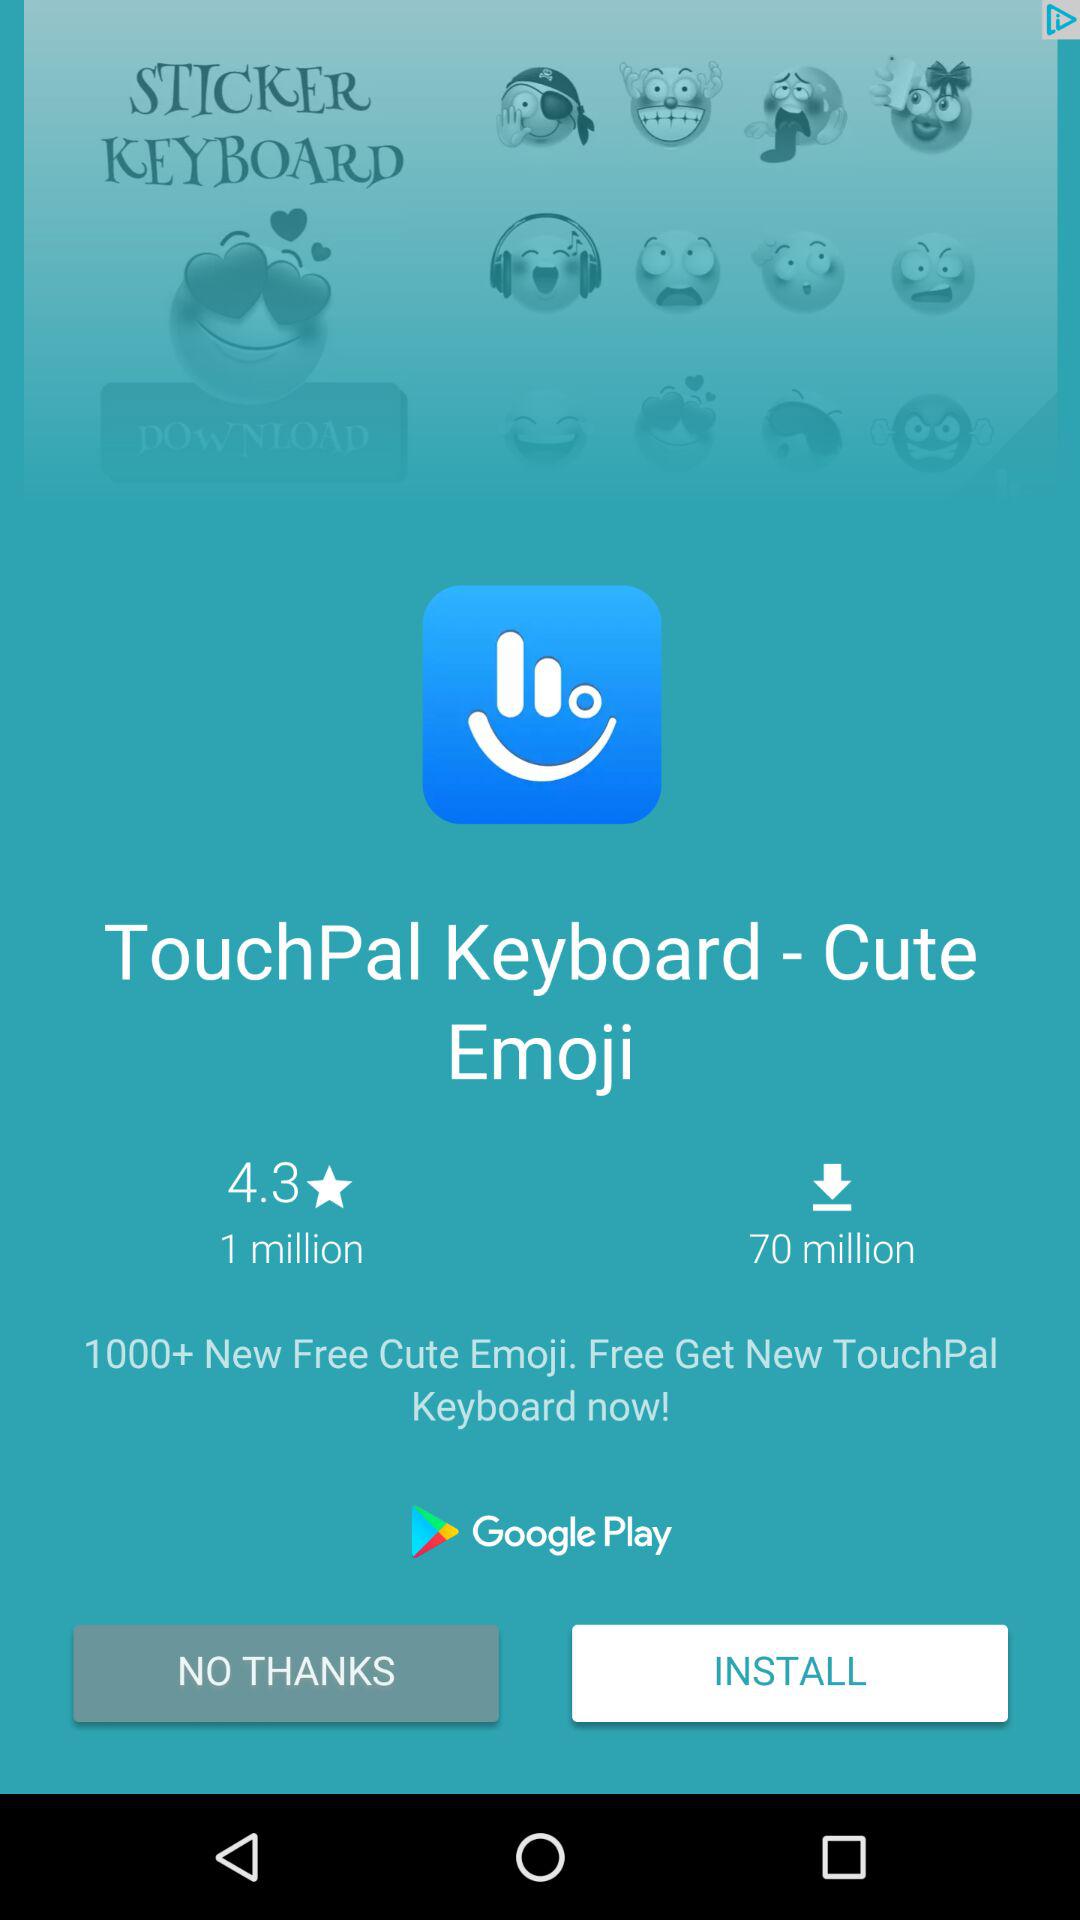 STICKER
KEYBOARD
DOWNLOAD
TouchPal Keyboard - Cute
Emoji
4.3
1 million
70 million
1000+ New Free Cute Emoji. Free Get New TouchPal
Keyboard now!
Google Play
NO THANKS
INSTALL